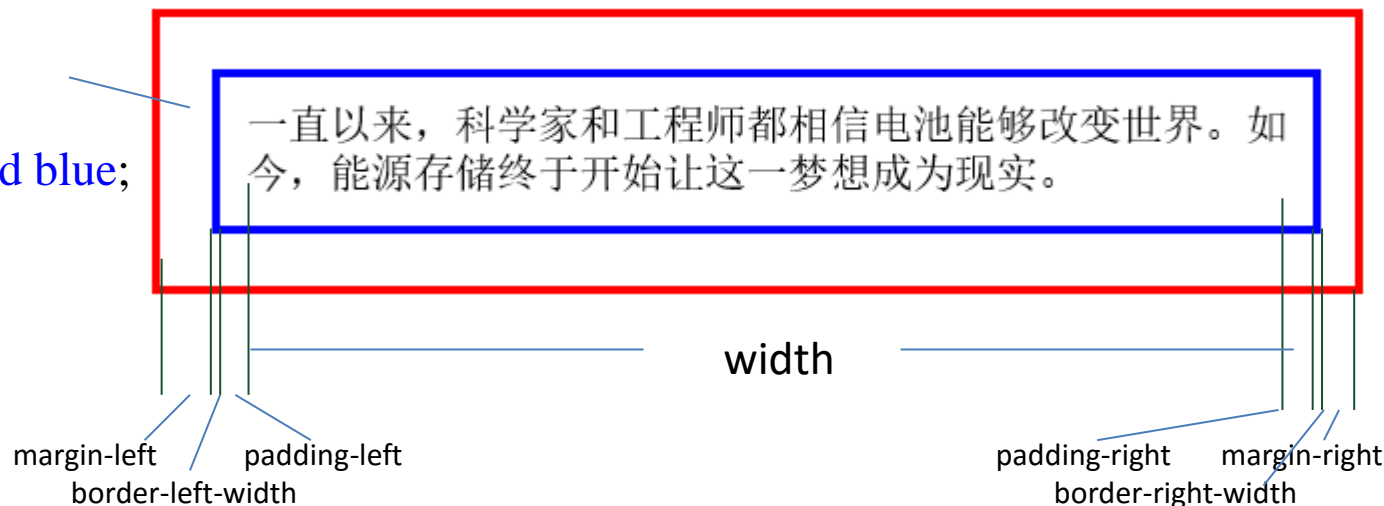 一直以来，科学家和工程师都相信电池能够改变世界。如
d blue;
今，能源存储终于开始让这一梦想成为现实。
width
margin-left padding-left padding-right margin-right
border-left-width border-right-width